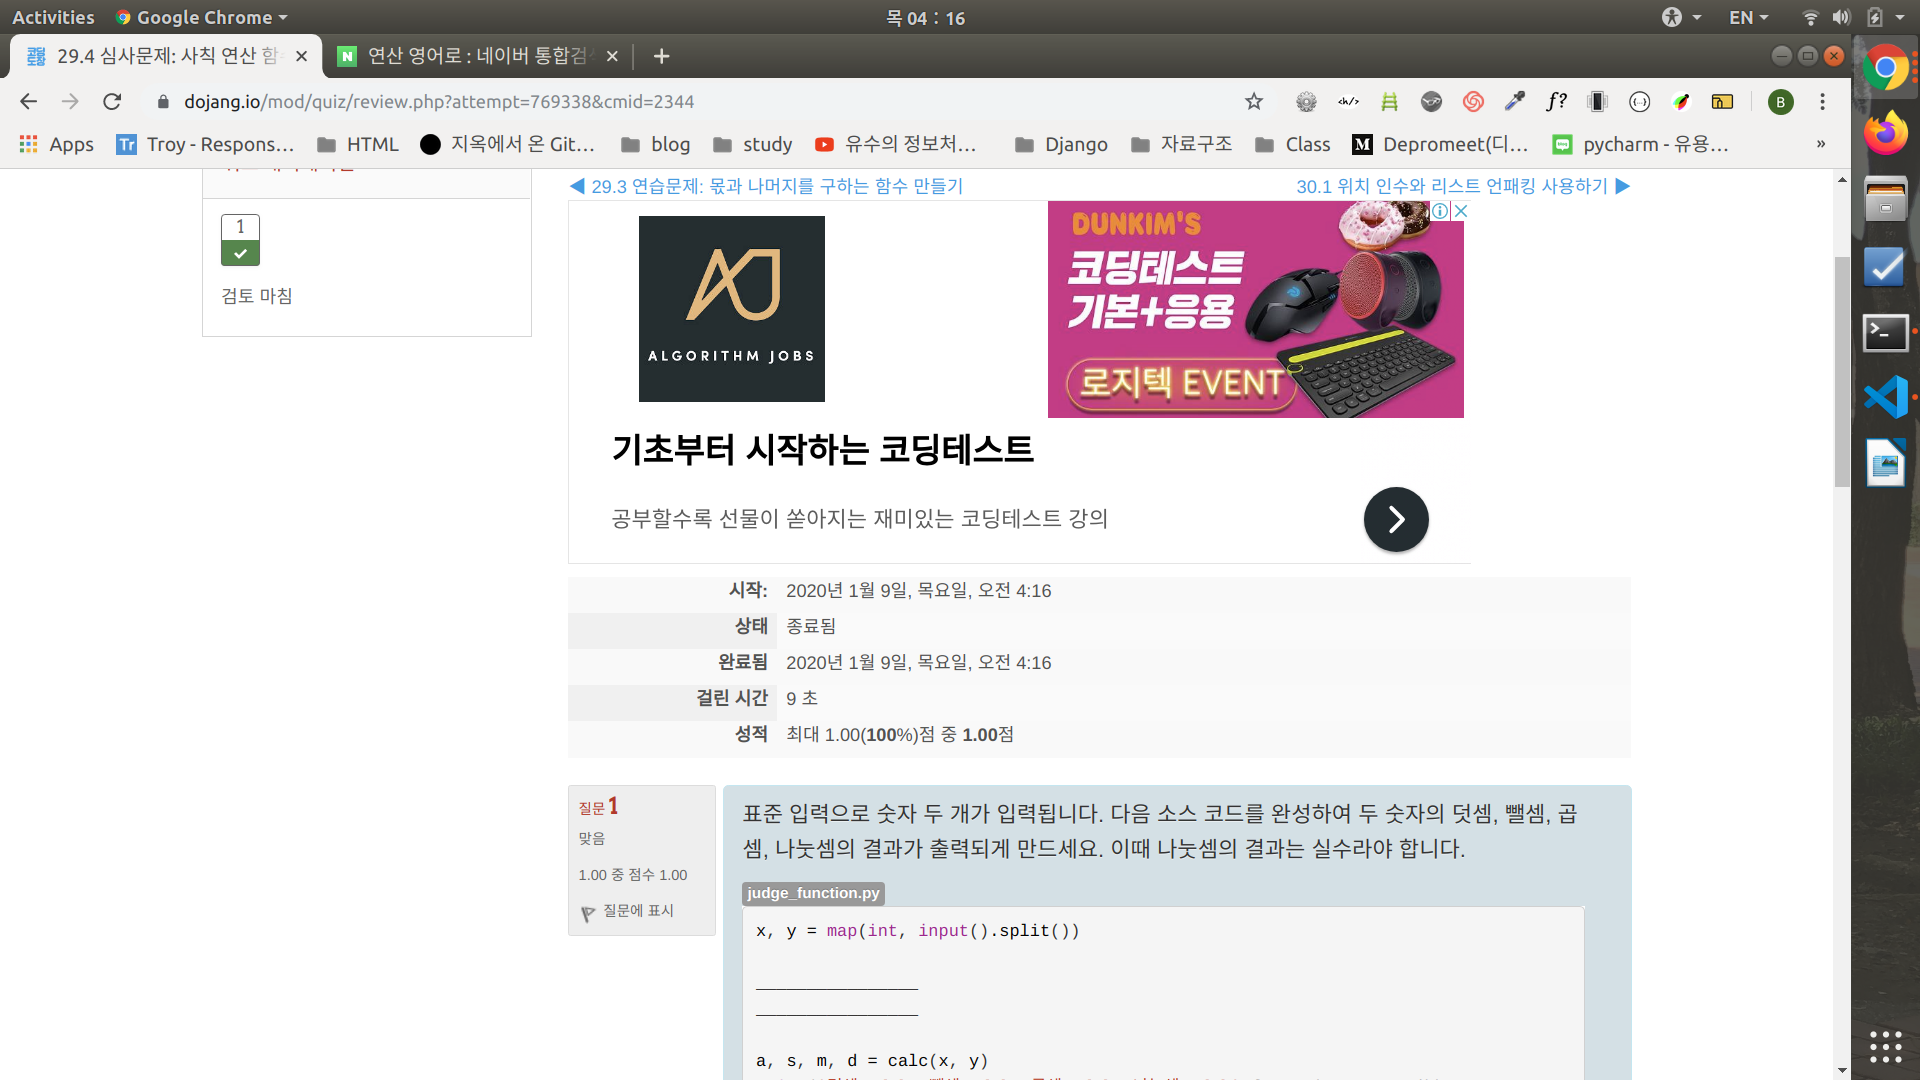 Activities
Google Chrome
목 04 : 16
EN
29.4 심사문제: 사칙 연산 함
연산 영어로 : 네이버 통합검
dojang.io/mod/quiz/review.php?attempt=769338&cmid=2344
</>
f?
B
Apps
Tr Troy - Respons...
HTML
지옥에서 온 Git...
blog
study
유수의 정보처...
Django
자료구조
Class
M Depromeet(디...
pycharm - 유용...
»
1
검토 마침
◀ 29.3 연습문제: 몫과 나머지를 구하는 함수 만들기
30.1 위치 인수와 리스트 언패킹 사용하기 ▶
ALGORITHM JOBS
DUNKIM'S
코딩테스트
기본+응용
로지텍 EVENT
기초부터 시작하는 코딩테스트
공부할수록 선물이 쏟아지는 재미있는 코딩테스트 강의
시작: 2020년 1월 9일, 목요일, 오전 4:16
상태 종료됨
완료됨 2020년 1월 9일, 목요일, 오전 4:16
걸린 시간 9 초
성적 최대 1.00(100%)점 중 1.00점
질문 1
맞음
1.00 중 점수 1.00
질문에 표시
표준 입력으로 숫자 두 개가 입력됩니다. 다음 소스 코드를 완성하여 두 숫자의 덧셈, 뺄셈, 곱
셈, 나눗셈의 결과가 출력되게 만드세요. 이때 나눗셈의 결과는 실수라야 합니다.
judge_function.py
x, y = map(int, input().split())
________________
________________
a, s, m, d = calc(x, y)